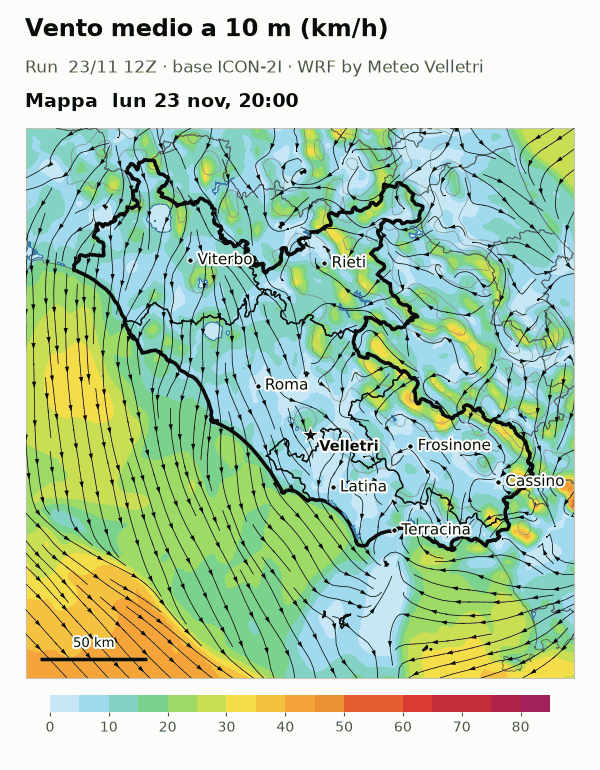 Vento medio a 10 m (km/h)
Run  23/11 12Z · base ICON-2I · WRF by Meteo Velletri
Mappa  lun 23 nov, 20:00
Viterbo
Rieti
Roma
Velletri
Frosinone
Cassino
Latina
Terracina
50 km
0 10 20 30 40 50 60 70 80